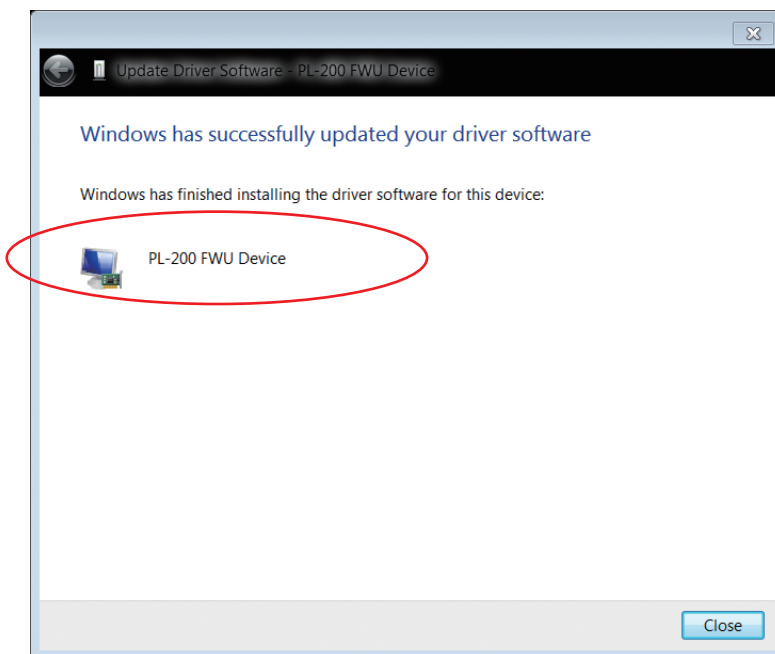 Update Driver Software - PL-200 FWU Device
Windows has successfully updated your driver software
Windows has finished installing the driver software for this device:
PL-200 FWU Device
Close